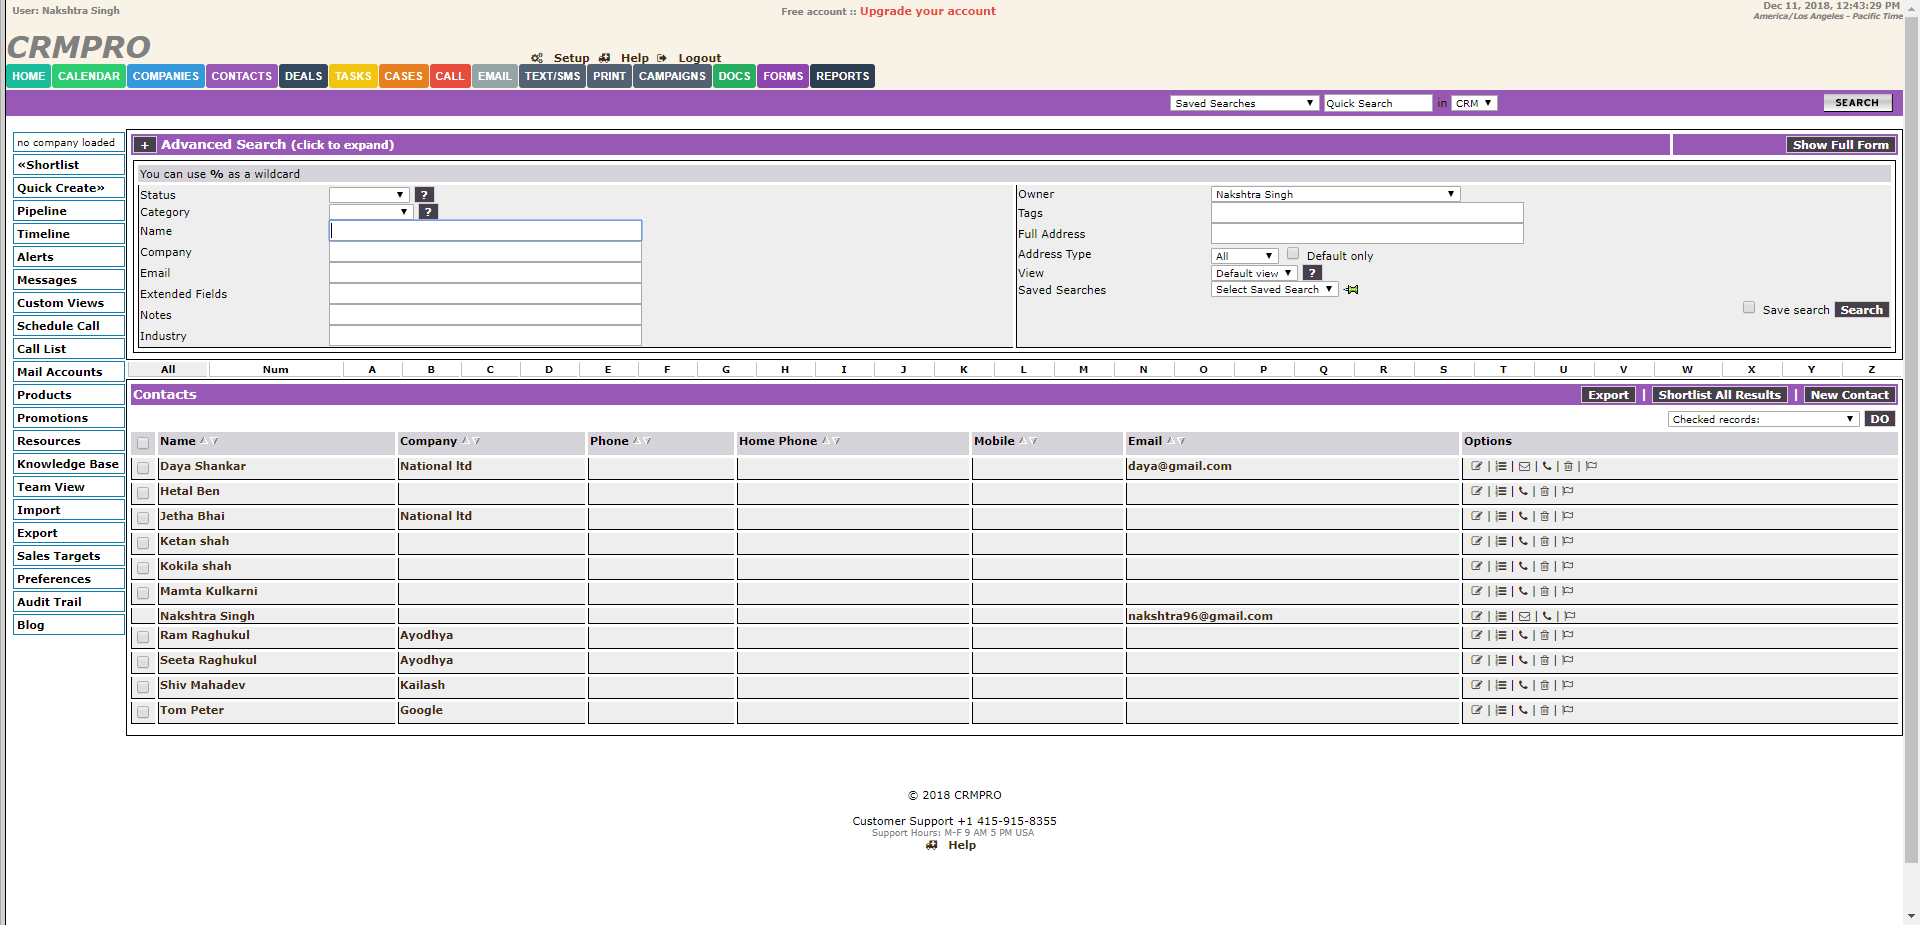 User: Nakshtra Singh
Free account :: Upgrade your account
Dec 11, 2018, 12:43:29 PM
America/Los Angeles - Pacific Time
CRMPRO
Setup Help Logout
HOME CALENDAR COMPANIES CONTACTS DEALS TASKS CASES CALL EMAIL TEXT/SMS PRINT CAMPAIGNS DOCS FORMS REPORTS
Saved Searches Quick Search in CRM SEARCH
no company loaded
«Shortlist
Quick Create»
Pipeline
Timeline
Alerts
Messages
Custom Views
Schedule Call
Call List
Mail Accounts
Products
Promotions
Resources
Knowledge Base
Team View
Import
Export
Sales Targets
Preferences
Audit Trail
Blog
+ Advanced Search (click to expand) Show Full Form
You can use % as a wildcard
Status ?
Category ?
Name
Company
Email
Extended Fields
Notes
Industry
Owner Nakshtra Singh
Tags
Full Address
Address Type All Default only
View Default view ?
Saved Searches Select Saved Search
Save search Search
All Num A B C D E F G H I J K L M N O P Q R S T U V W X Y Z
Contacts Export | Shortlist All Results | New Contact
Checked records: DO
Name Company Phone Home Phone Mobile Email Options
Daya Shankar National ltd daya@gmail.com | | | | |
Hetal Ben | | | |
Jetha Bhai National ltd | | | |
Ketan shah | | | |
Kokila shah | | | |
Mamta Kulkarni | | | |
Nakshtra Singh nakshtra96@gmail.com | | | |
Ram Raghukul Ayodhya | | | |
Seeta Raghukul Ayodhya | | | |
Shiv Mahadev Kailash | | | |
Tom Peter Google | | | |
© 2018 CRMPRO
Customer Support +1 415-915-8355
Support Hours: M-F 9 AM 5 PM USA
Help